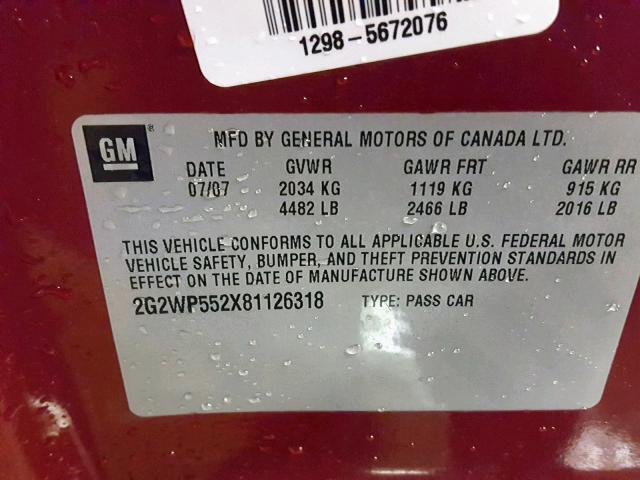 1298-5672076
GM
®
MFD BY GENERAL MOTORS OF CANADA LTD.
DATE GVWR GAWR FRT GAWR RR
07/07 2034 KG 1119 KG 915 KG
4482 LB 2466 LB 2016 LB
THIS VEHICLE CONFORMS TO ALL APPLICABLE U.S. FEDERAL MOTOR
VEHICLE SAFETY, BUMPER, AND THEFT PREVENTION STANDARDS IN
EFFECT ON THE DATE OF MANUFACTURE SHOWN ABOVE.
2G2WP552X81126318 TYPE: PASS CAR